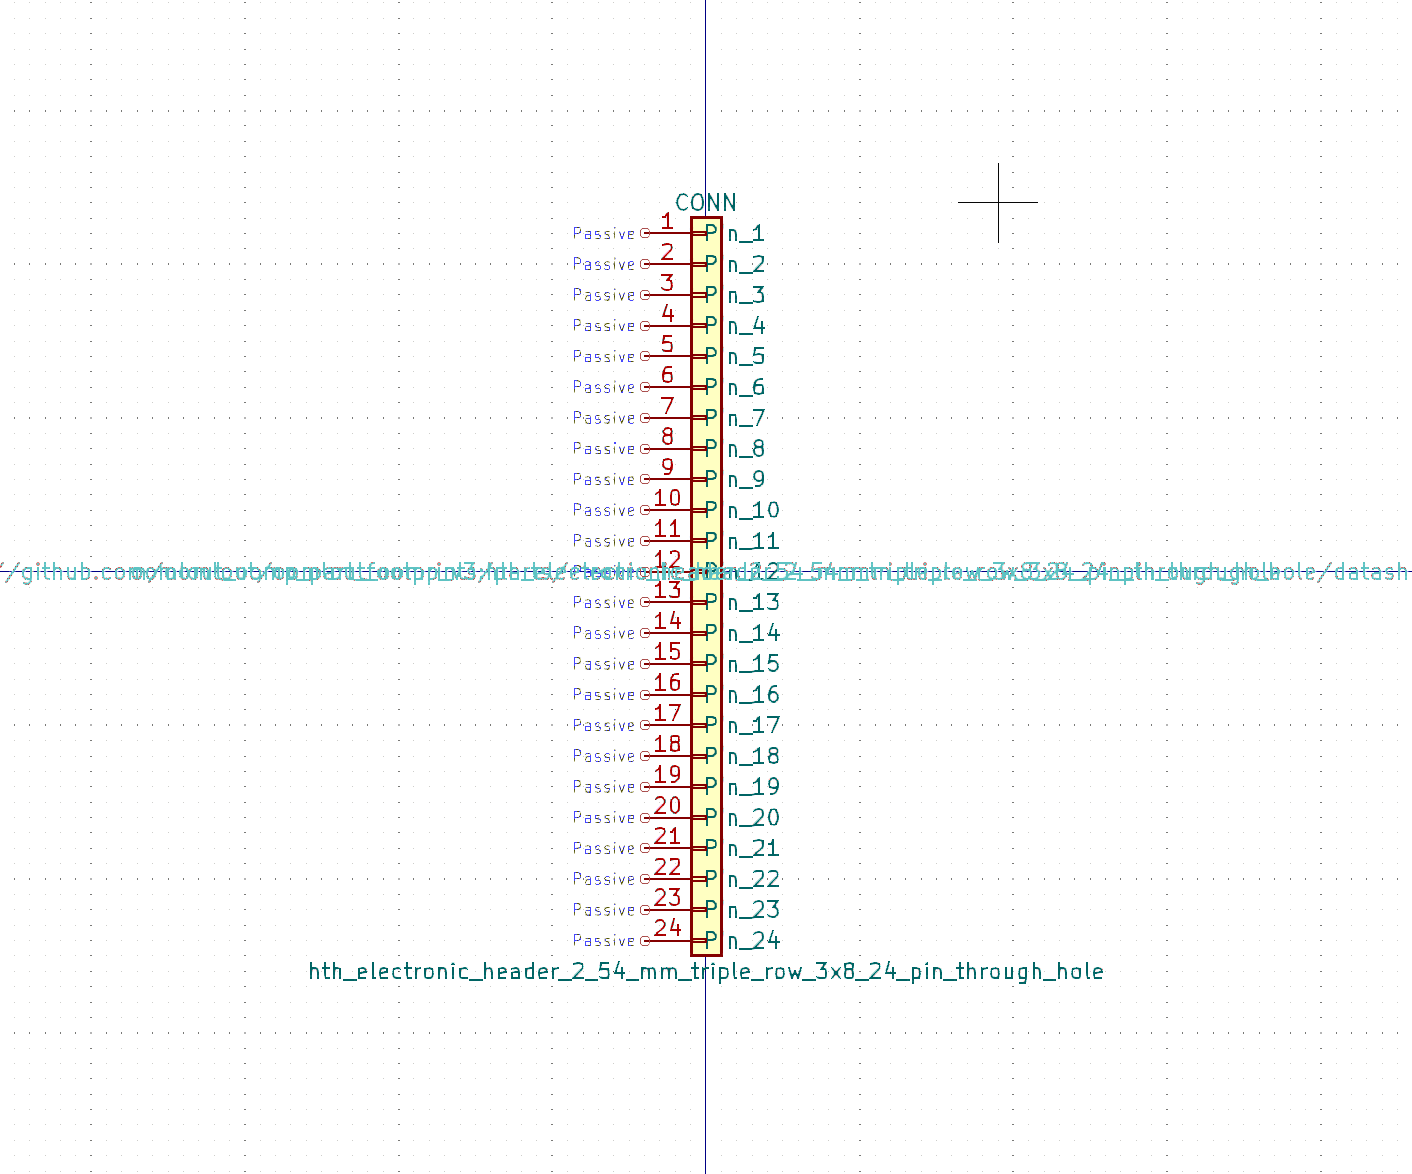 CONN
Passive 1 P n_1
Passive 2 P n_2
Passive 3 P n_3
Passive 4 P n_4
Passive 5 P n_5
Passive 6 P n_6
Passive 7 P n_7
Passive 8 P n_8
Passive 9 P n_9
Passive 10 P n_10
Passive 11 P n_11
Passive 12 P n_12
Passive 13 P n_13
Passive 14 P n_14
Passive 15 P n_15
Passive 16 P n_16
Passive 17 P n_17
Passive 18 P n_18
Passive 19 P n_19
Passive 20 P n_20
Passive 21 P n_21
Passive 22 P n_22
Passive 23 P n_23
Passive 24 P n_24
hth_electronic_header_2_54_mm_triple_row_3x8_24_pin_through_hole